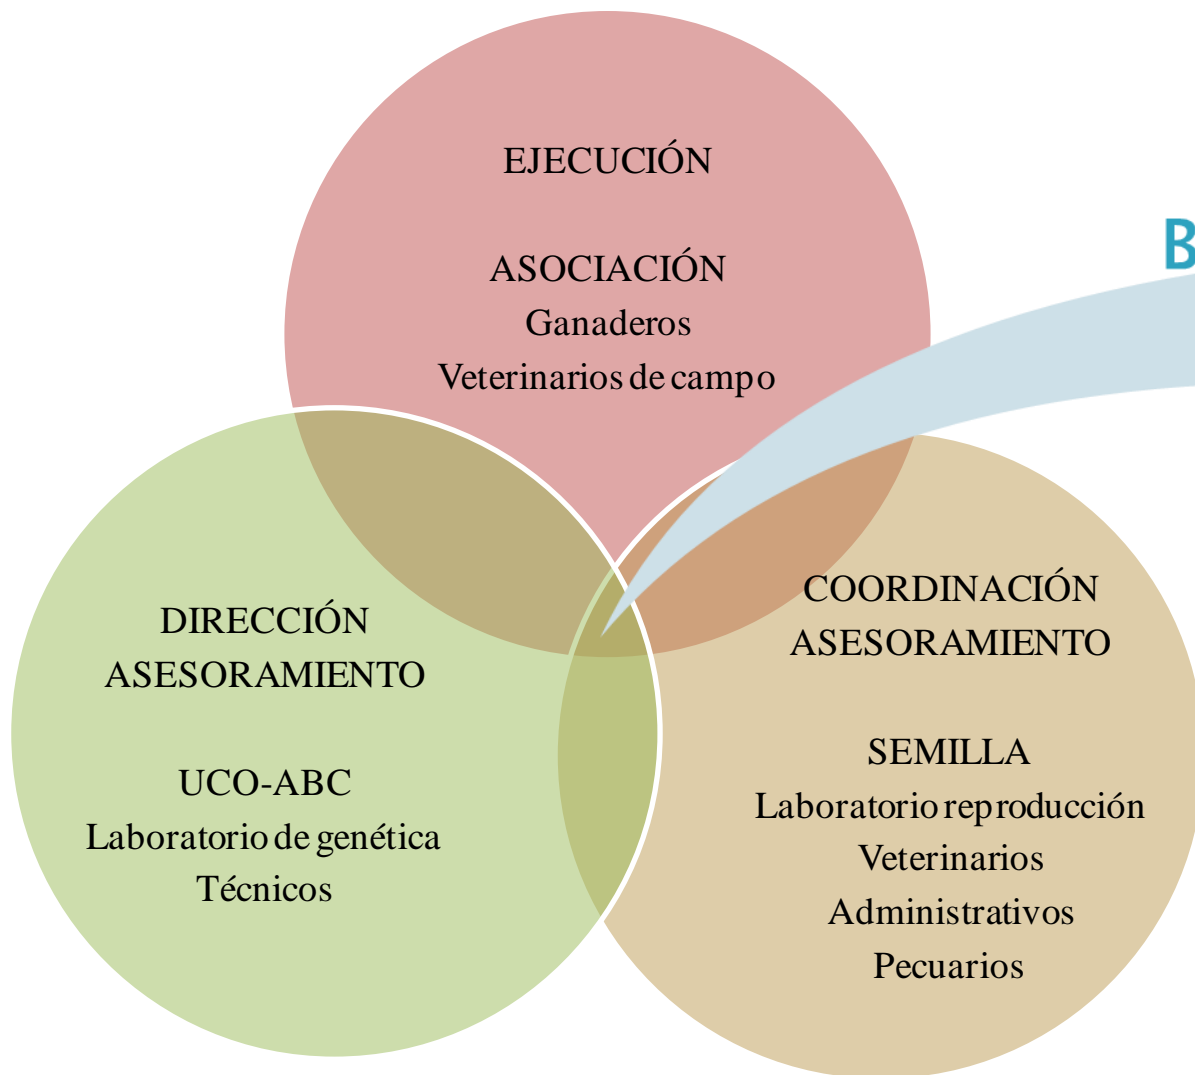 EJECUCIÓN
ASOCIACIÓN
Ganaderos
Veterinarios de campo
B
DIRECCIÓN
ASESORAMIENTO
UCO-ABC
Laboratorio de genética
Técnicos
COORDINACIÓN
ASESORAMIENTO
SEMILLA
Laboratorio reproducción
Veterinarios
Administrativos
Pecuarios